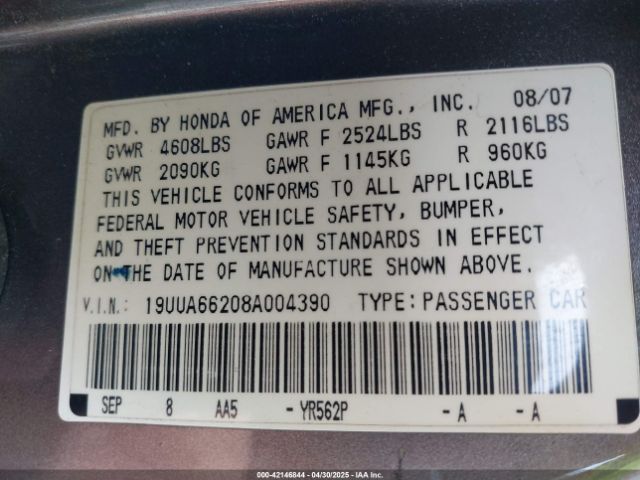 MFD. BY HONDA OF AMERICA MFG., INC. 08/07
GVWR 4608LBS GAWR F 2524LBS R 2116LBS
GVWR 2090KG GAWR F 1145KG R 960KG
THIS VEHICLE CONFORMS TO ALL APPLICABLE
FEDERAL MOTOR VEHICLE SAFETY, BUMPER,
AND THEFT PREVENTION STANDARDS IN EFFECT
ON THE DATE OF MANUFACTURE SHOWN ABOVE.
V.I.N.: 19UUA66208A004390 TYPE: PASSENGER CAR
SEP 8 AA5 -YR562P -A -A
000-42146844 - 04/30/2025 - IAA Inc.